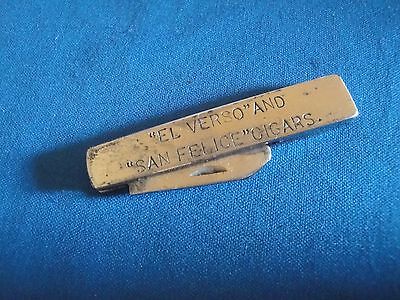 "EL VERSO" AND
"SAN FELICE" CIGARS.